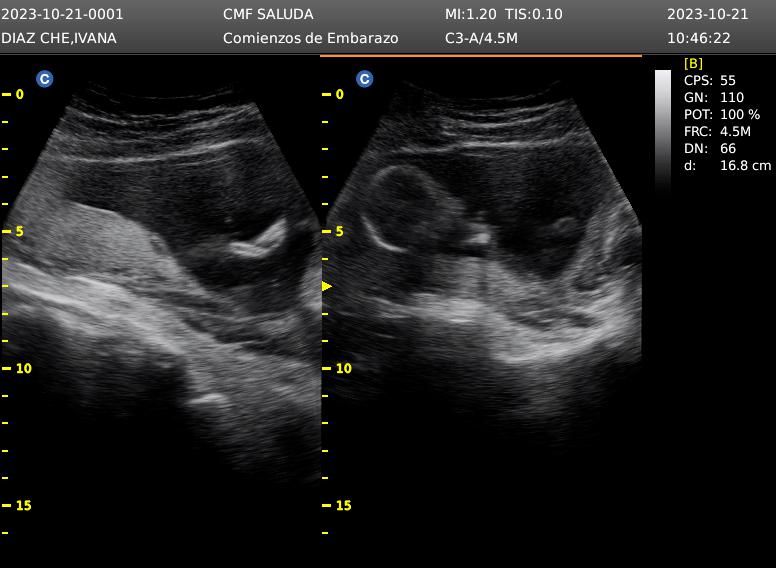 2023-10-21-0001 CMF SALUDA MI:1.20 TIS:0.10 2023-10-21
DIAZ CHE,IVANA Comienzos de Embarazo C3-A/4.5M 10:46:22
C C [B]
0 0 CPS: 55
GN: 110
POT: 100 %
FRC: 4.5M
DN: 66
d: 16.8 cm
5 5
10 10
15 15